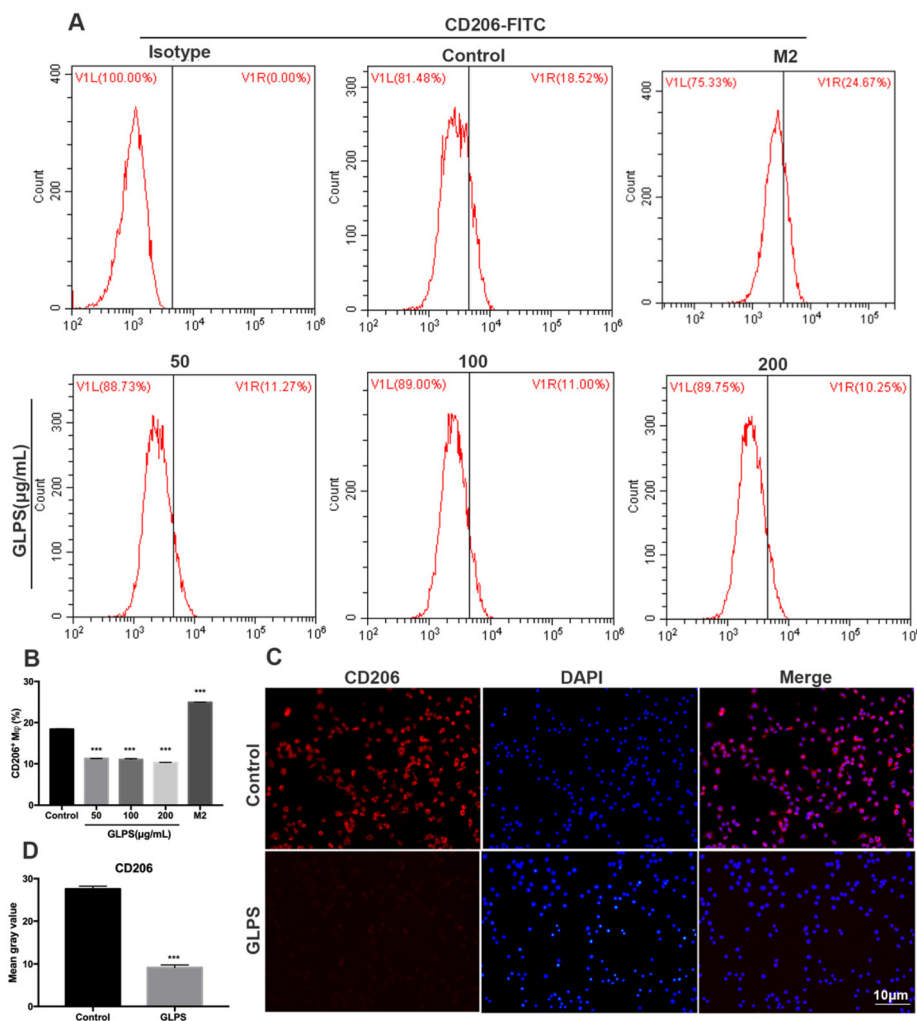 A
CD206-FITC
Isotype
Control
M2
V1L(100.00%) V1R(0.00%)
V1L(81.48%) V1R(18.52%)
V1L(75.33%) V1R(24.67%)
Count
0 200 400
10² 10³ 10⁴ 10⁵ 10⁶
Count
0 100 200 300
10² 10³ 10⁴ 10⁵ 10⁶
Count
0 200 400
10² 10³ 10⁴ 10⁵
GLPS(μg/mL)
50
100
200
V1L(88.73%) V1R(11.27%)
V1L(89.00%) V1R(11.00%)
V1L(89.75%) V1R(10.25%)
Count
0 100 200 300
10² 10³ 10⁴ 10⁵ 10⁶
Count
0 200
10² 10³ 10⁴ 10⁵ 10⁶
Count
0 100 200 300
10² 10³ 10⁴ 10⁵ 10⁶
B
CD206⁺ Mφ (%)
30
20
10
0
*** *** *** ***
Control 50 100 200 M2
GLPS(μg/mL)
C
CD206 DAPI Merge
Control
GLPS
10μm
D
CD206
Mean gray value
30
20
10
0
***
Control GLPS